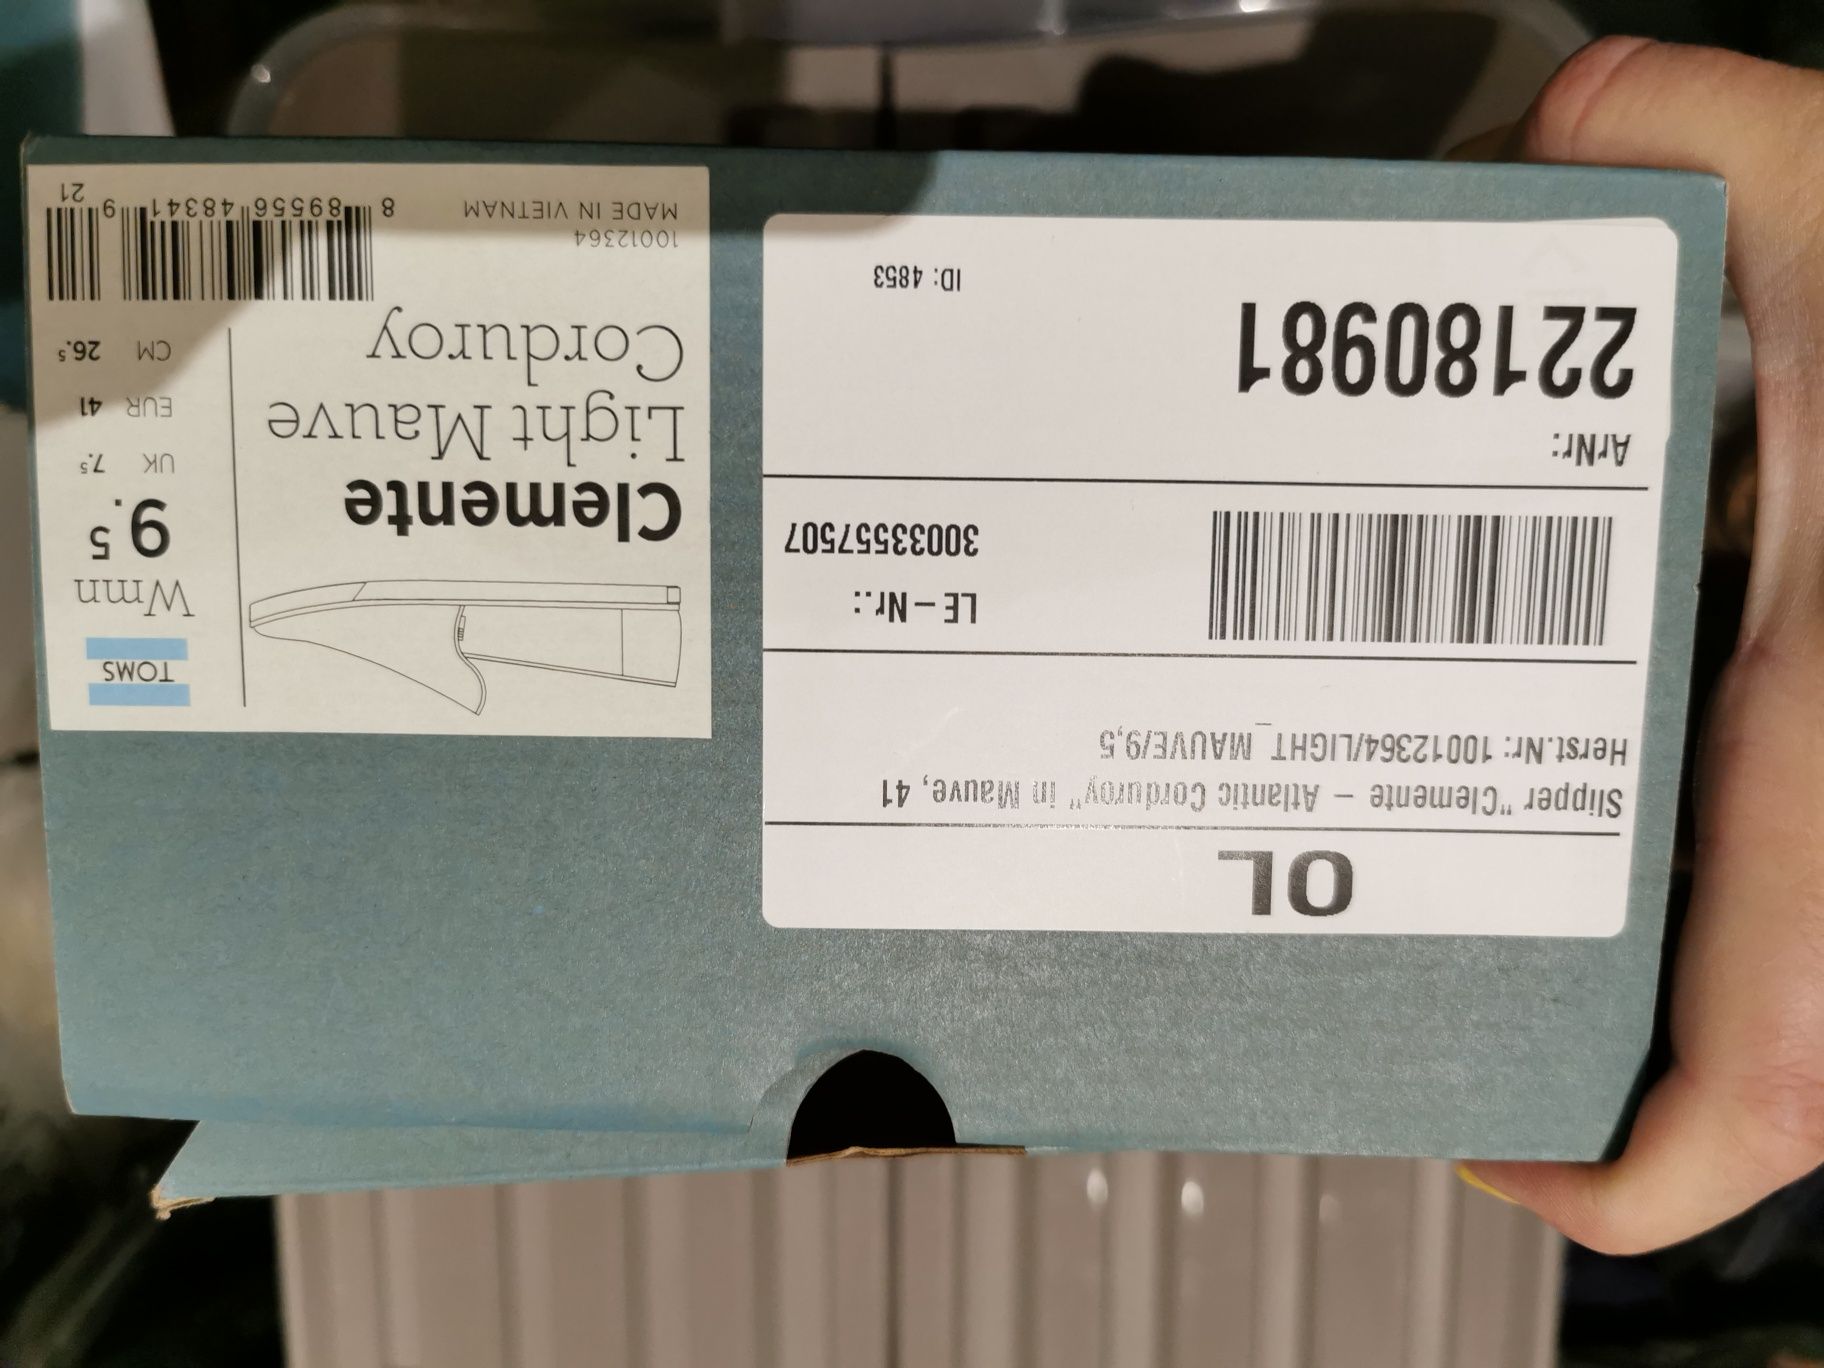 OL
Slipper "Clemente – Atlantic Corduroy" in Mauve, 41
Herst.Nr: 10012364/LIGHT_MAUVE/9,5
LE–Nr.:
30033557507
ArNr:
22180981
ID: 4853
TOMS
Wmn
9.5
UK 7.5
EUR 41
CM 26.5
Clemente
Light Mauve
Corduroy
10012364
MADE IN VIETNAM
8 89556 48341 9 21